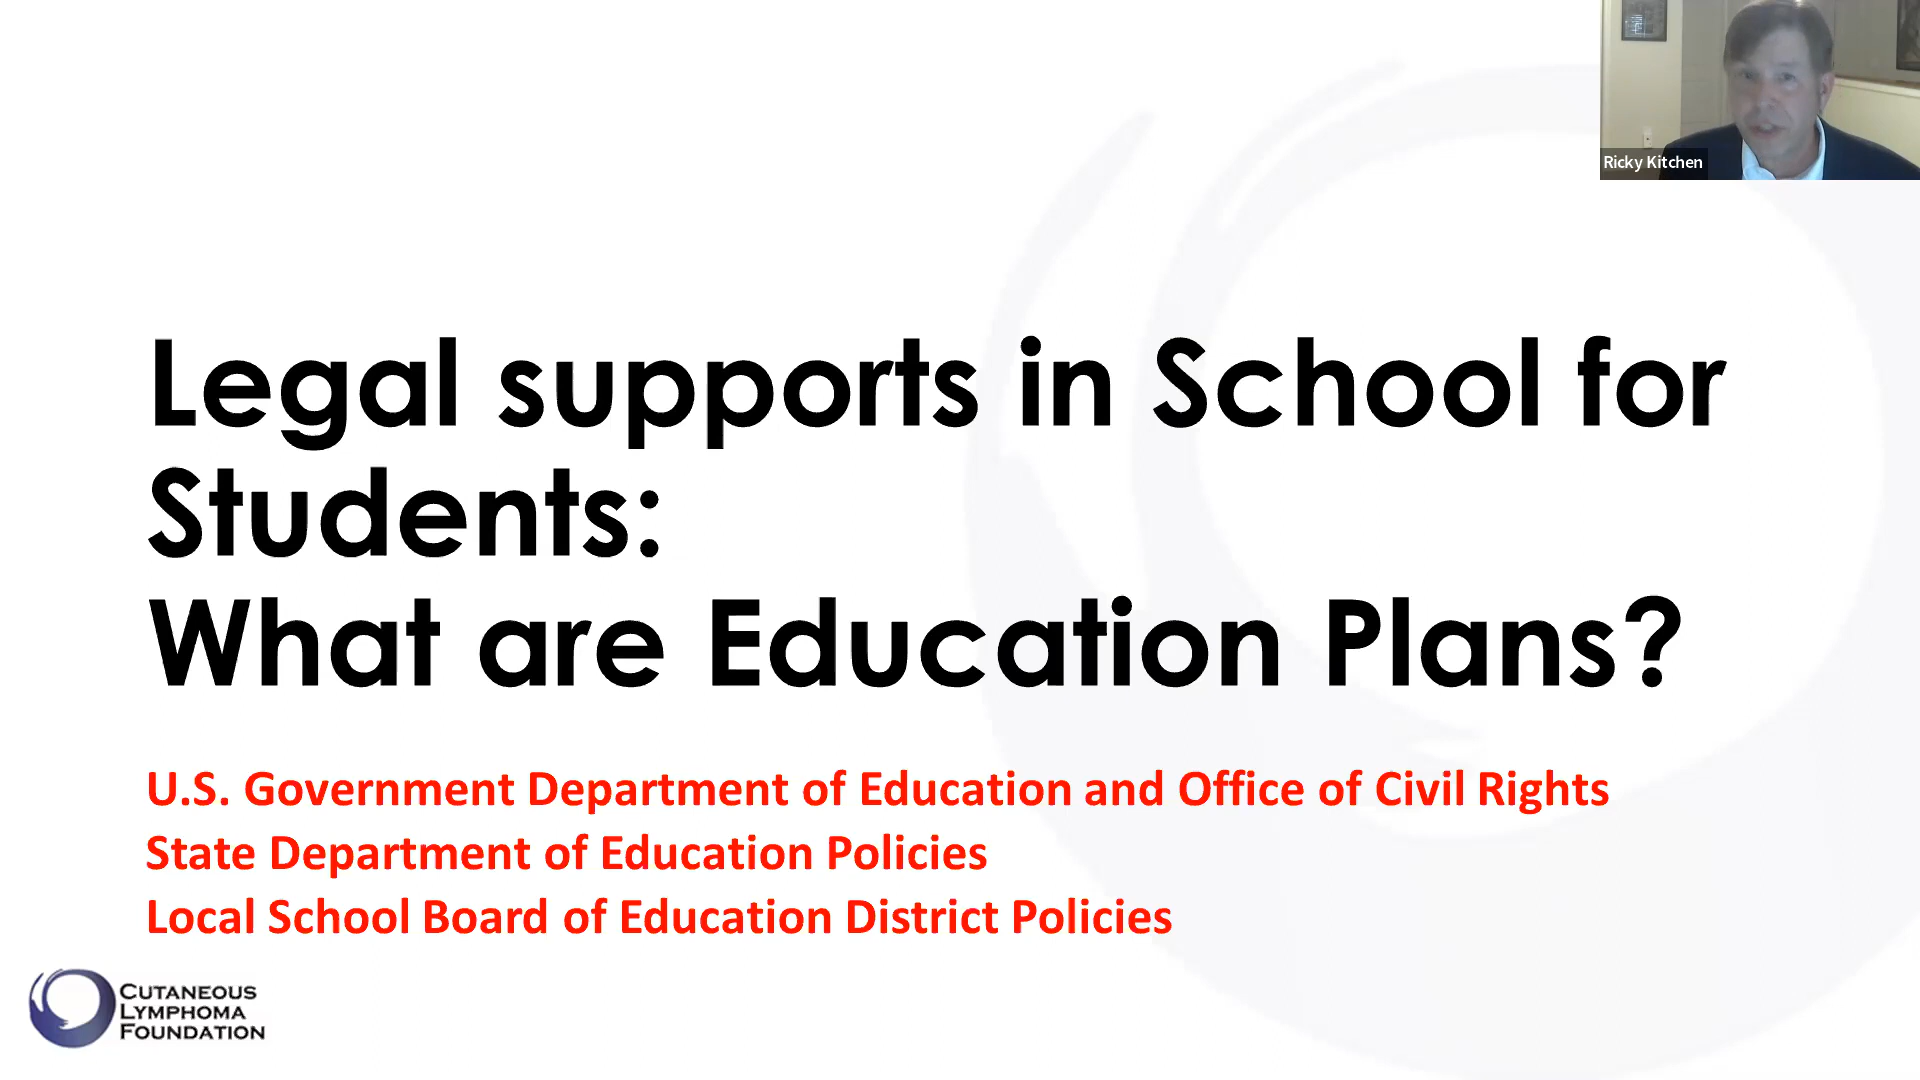 Ricky Kitchen
Legal supports in School for
Students:
What are Education Plans?
U.S. Government Department of Education and Office of Civil Rights
State Department of Education Policies
Local School Board of Education District Policies
CUTANEOUS
LYMPHOMA
FOUNDATION